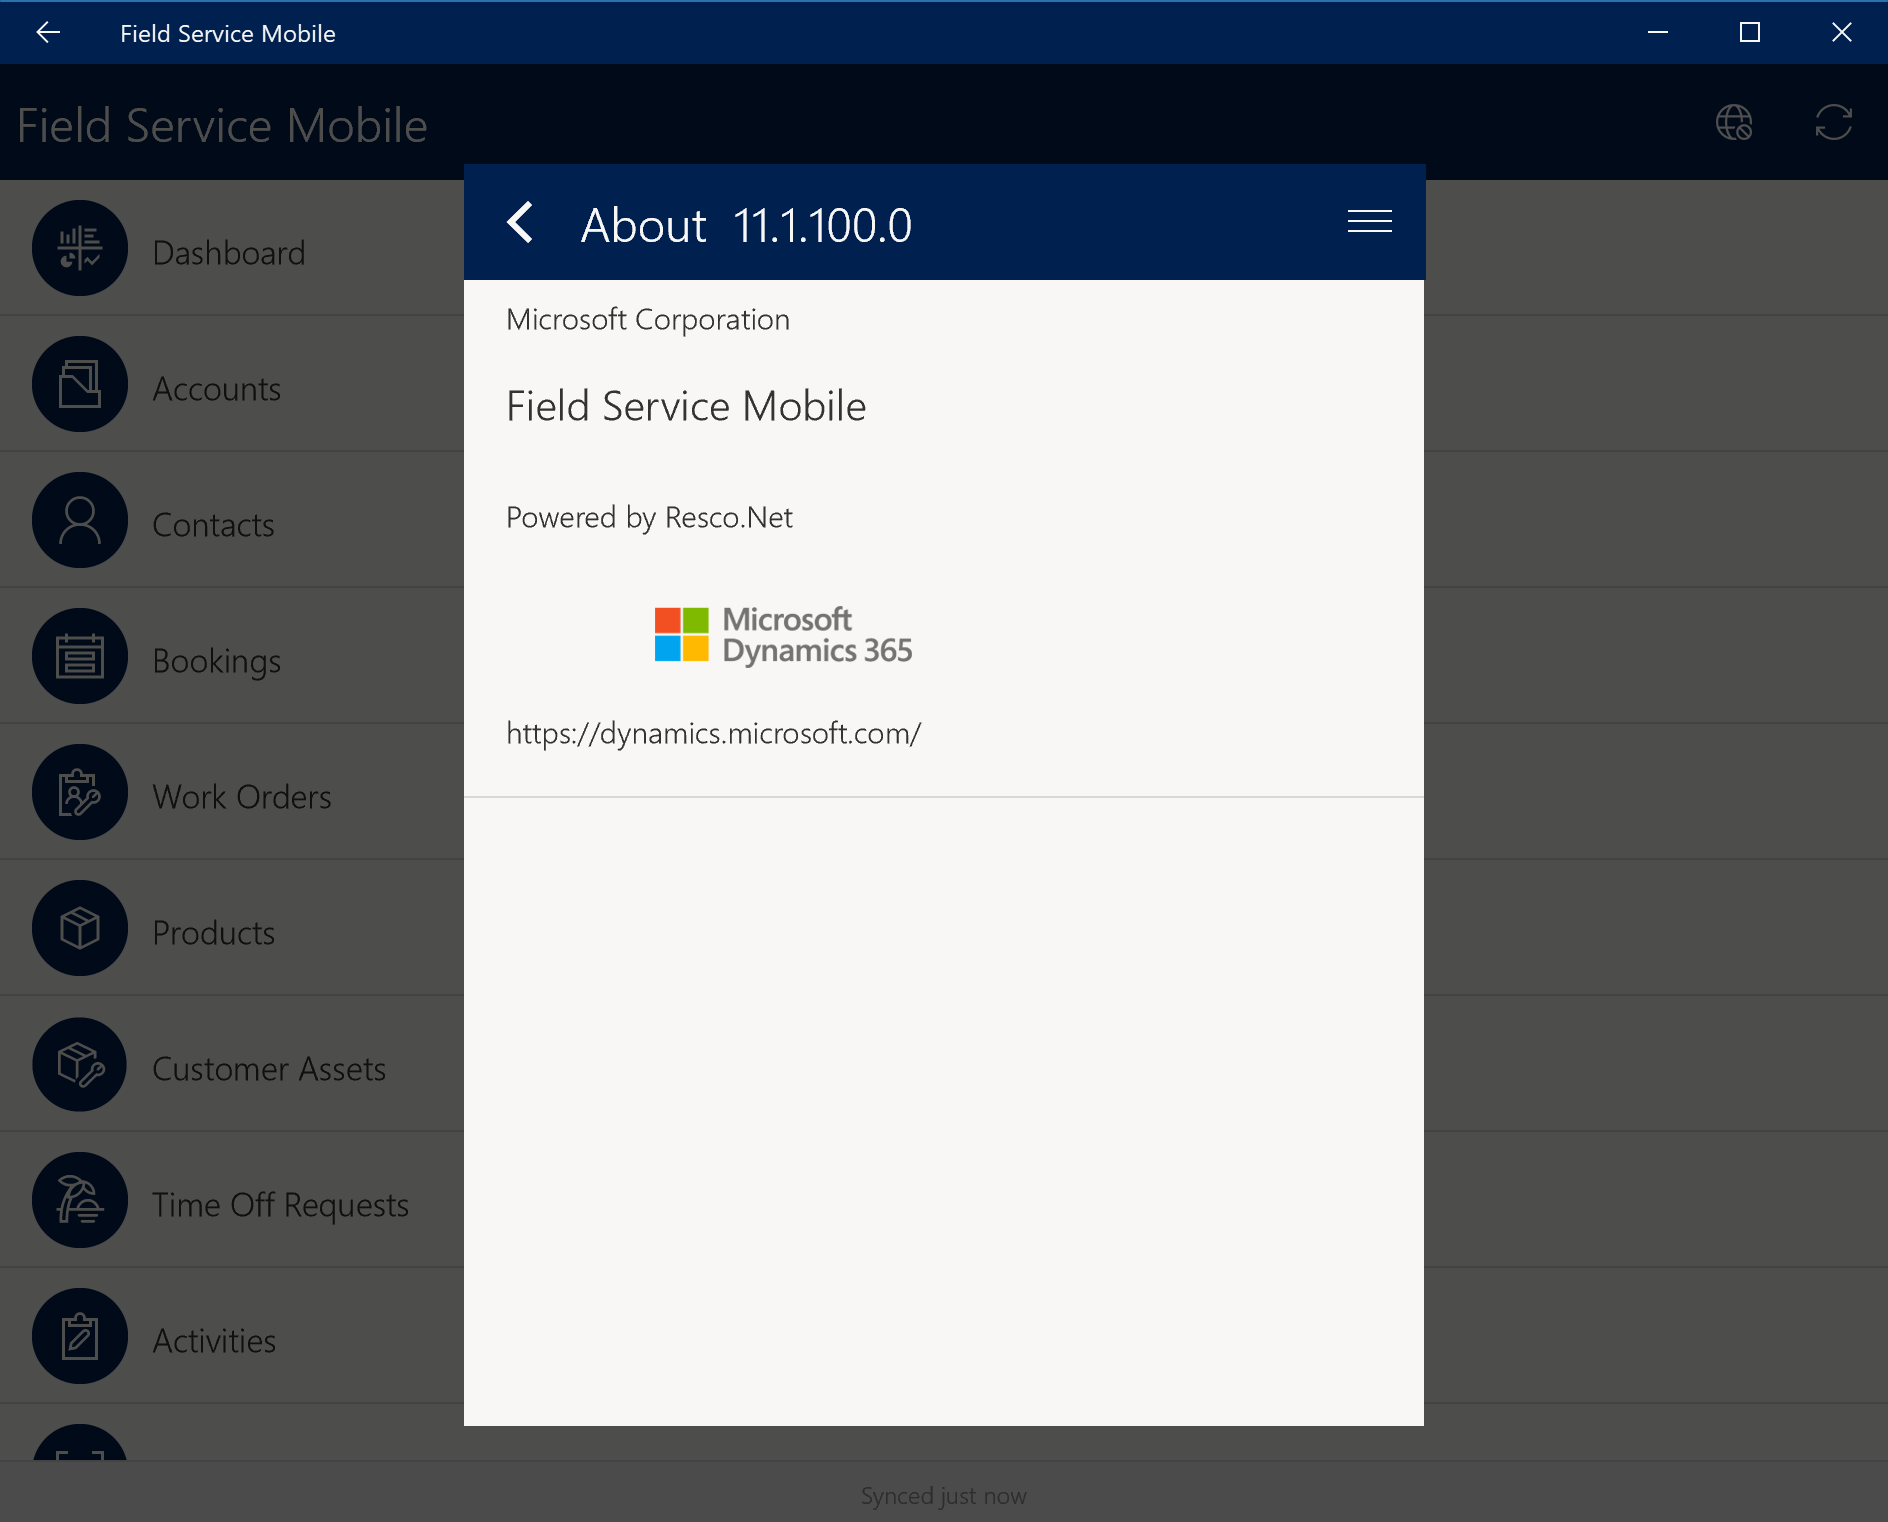 Field Service Mobile
Field Service Mobile
Dashboard
Accounts
Contacts
Bookings
Work Orders
Products
Customer Assets
Time Off Requests
Activities
About 11.1.100.0
Microsoft Corporation
Field Service Mobile
Powered by Resco.Net
Microsoft
Dynamics 365
https://dynamics.microsoft.com/
Synced just now